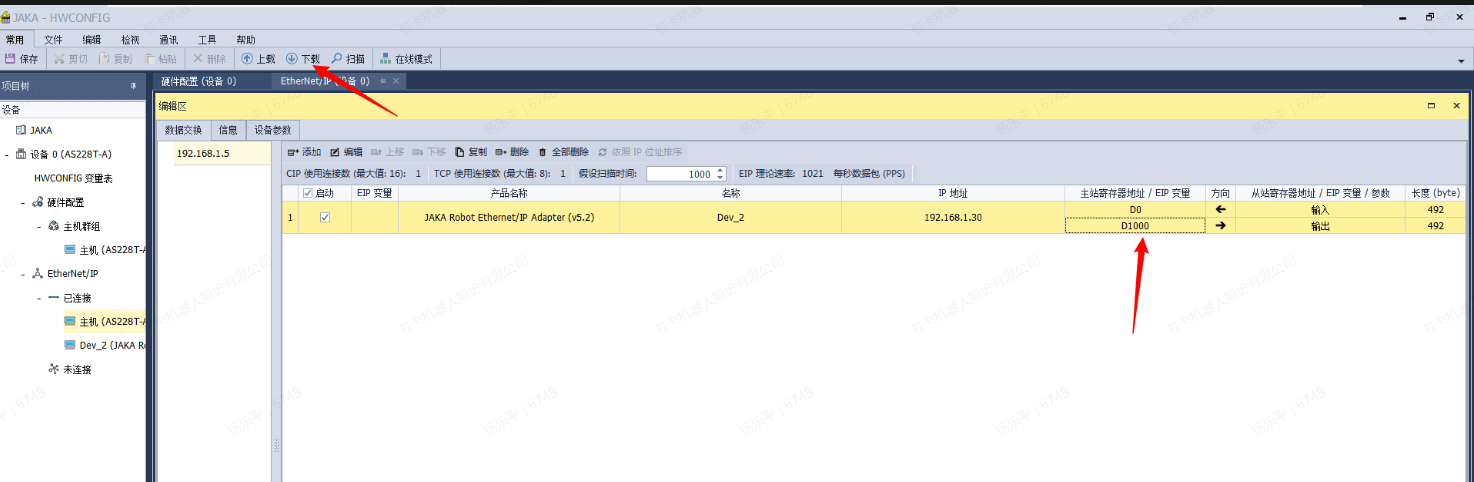 JAKA - HWCONFIG
常用 文件 编辑 检视 通讯 工具 帮助
保存 剪切 复制 粘贴 删除 上载 下载 扫描 在线模式
项目树 硬件配置 (设备 0) EtherNet/IP (设备 0)
设备 编辑区
数据交换 信息 设备参数
JAKA
设备 0 (AS228T-A)
HWCONFIG 变量表
硬件配置
主机群组
主机 (AS228T-A
EtherNet/IP
已连接
主机 (AS228T-A
Dev_2 (JAKA Ro
未连接
192.168.1.5
添加 编辑 上移 下移 复制 删除 全部删除 依照 IP 位址排序
CIP 使用连接数 (最大值: 16): 1 TCP 使用连接数 (最大值: 8): 1 假设扫描时间: 1000 EIP 理论速率: 1021 每秒数据包 (PPS)
启动 EIP 变量 产品名称 名称 IP 地址 主站寄存器地址 / EIP 变量 方向 从站寄存器地址 / EIP 变量 / 参数 长度 (byte)
1 JAKA Robot Ethernet/IP Adapter (v5.2) Dev_2 192.168.1.30 D0 输入 492
D1000 输出 492
节卡机器人股份有限公司
杨乐平 | 6748